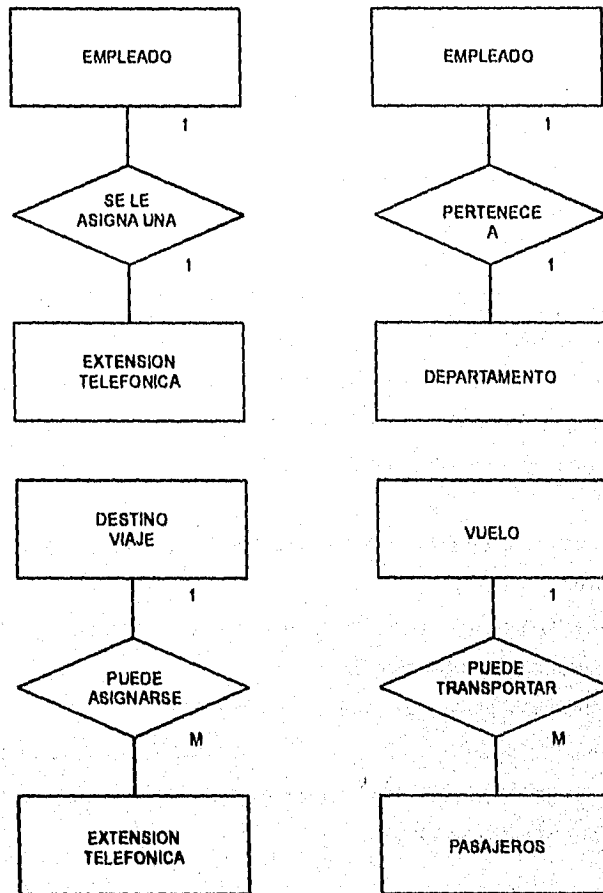 EMPLEADO
1
SE LE
ASIGNA UNA
1
EXTENSION
TELEFONICA
EMPLEADO
1
PERTENECE
A
1
DEPARTAMENTO
DESTINO
VIAJE
1
PUEDE
ASIGNARSE
M
EXTENSION
TELEFONICA
VUELO
1
PUEDE
TRANSPORTAR
M
PASAJEROS